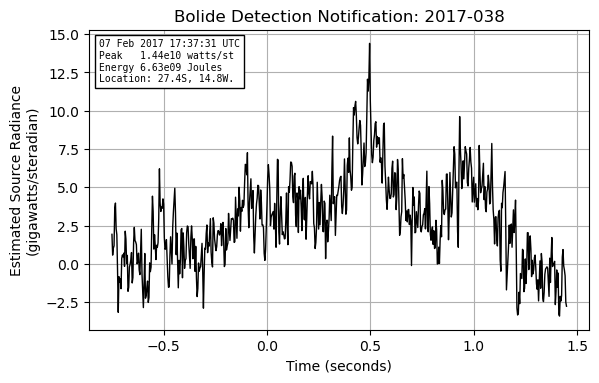 Bolide Detection Notification: 2017-038
07 Feb 2017 17:37:31 UTC
Peak   1.44e10 watts/st
Energy 6.63e09 Joules
Location: 27.4S, 14.8W.
Estimated Source Radiance
(gigawatts/steradian)
15.0
12.5
10.0
7.5
5.0
2.5
0.0
−2.5
−0.5
0.0
0.5
1.0
1.5
Time (seconds)